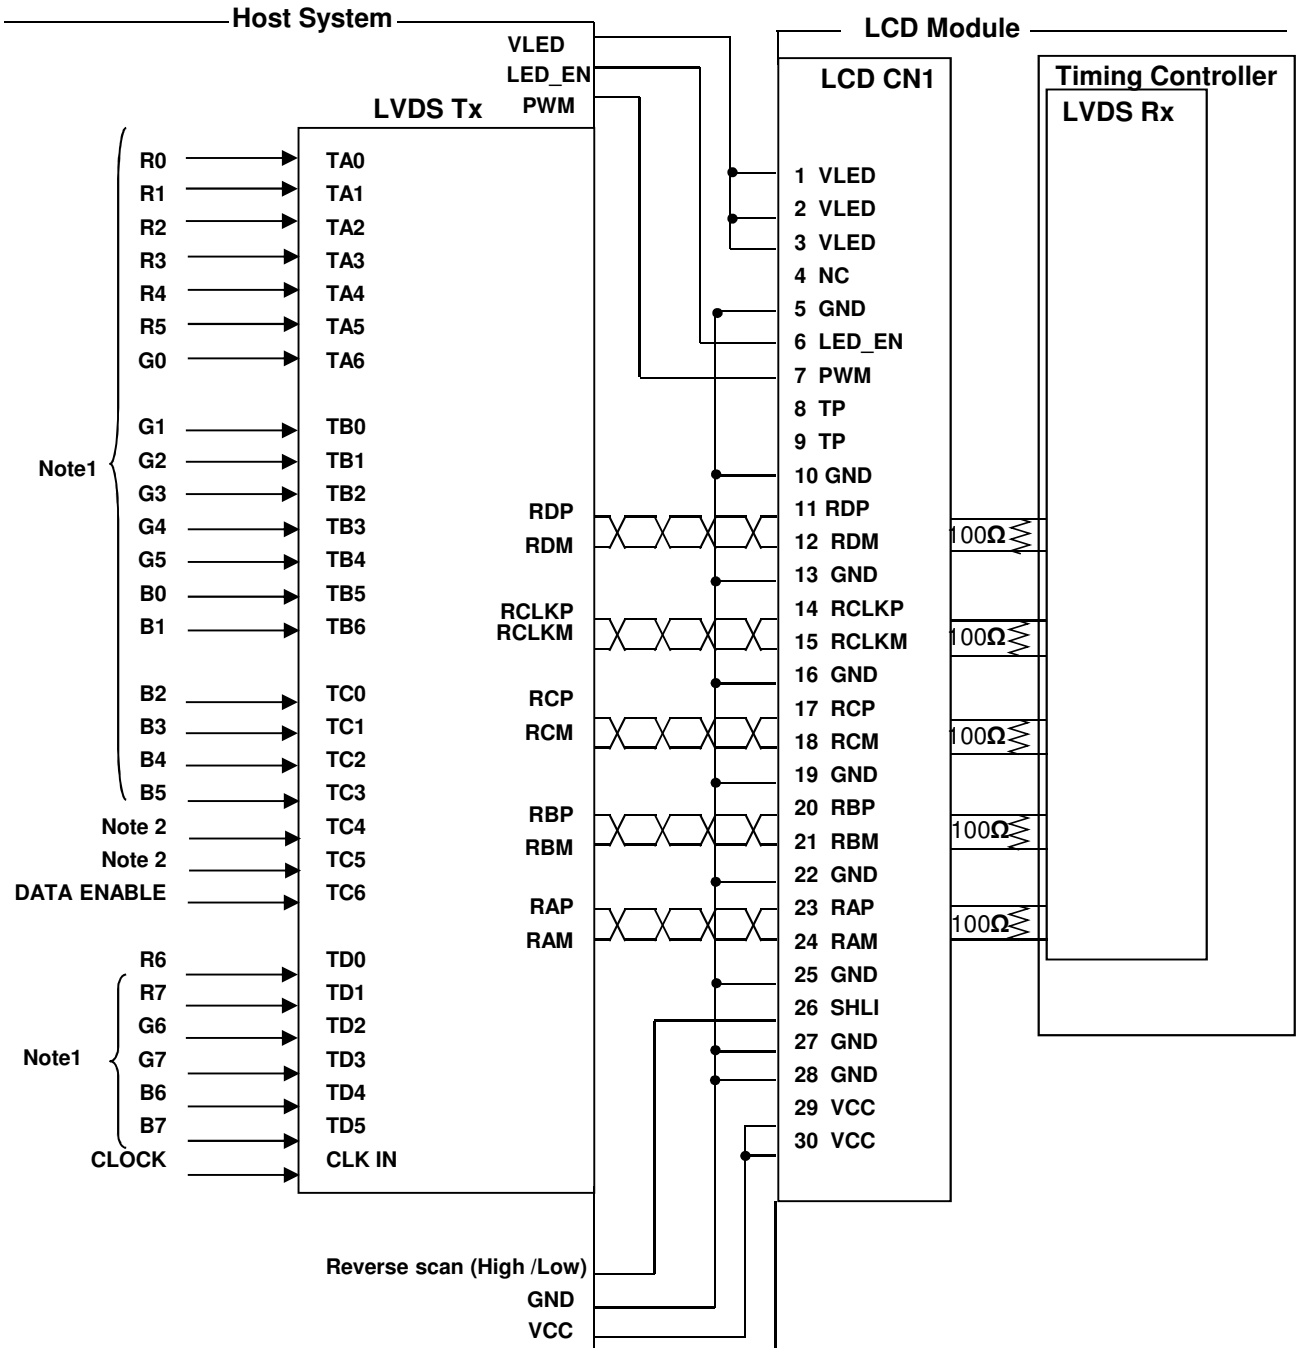 Host System
LCD Module
VLED
LED_EN
PWM
LVDS Tx
LCD CN1
Timing Controller
LVDS Rx
R0 TA0
R1 TA1
R2 TA2
R3 TA3
R4 TA4
R5 TA5
G0 TA6
G1 TB0
G2 TB1
Note1
G3 TB2
G4 TB3
G5 TB4
B0 TB5
B1 TB6
B2 TC0
B3 TC1
B4 TC2
B5 TC3
Note 2 TC4
Note 2 TC5
DATA ENABLE TC6
R6 TD0
R7 TD1
G6 TD2
Note1
G7 TD3
B6 TD4
B7 TD5
CLOCK CLK IN
RDP
RDM
RCLKP
RCLKM
RCP
RCM
RBP
RBM
RAP
RAM
Reverse scan (High /Low)
GND
VCC
1 VLED
2 VLED
3 VLED
4 NC
5 GND
6 LED_EN
7 PWM
8 TP
9 TP
10 GND
11 RDP
12 RDM
13 GND
14 RCLKP
15 RCLKM
16 GND
17 RCP
18 RCM
19 GND
20 RBP
21 RBM
22 GND
23 RAP
24 RAM
25 GND
26 SHLI
27 GND
28 GND
29 VCC
30 VCC
100Ω
100Ω
100Ω
100Ω
100Ω